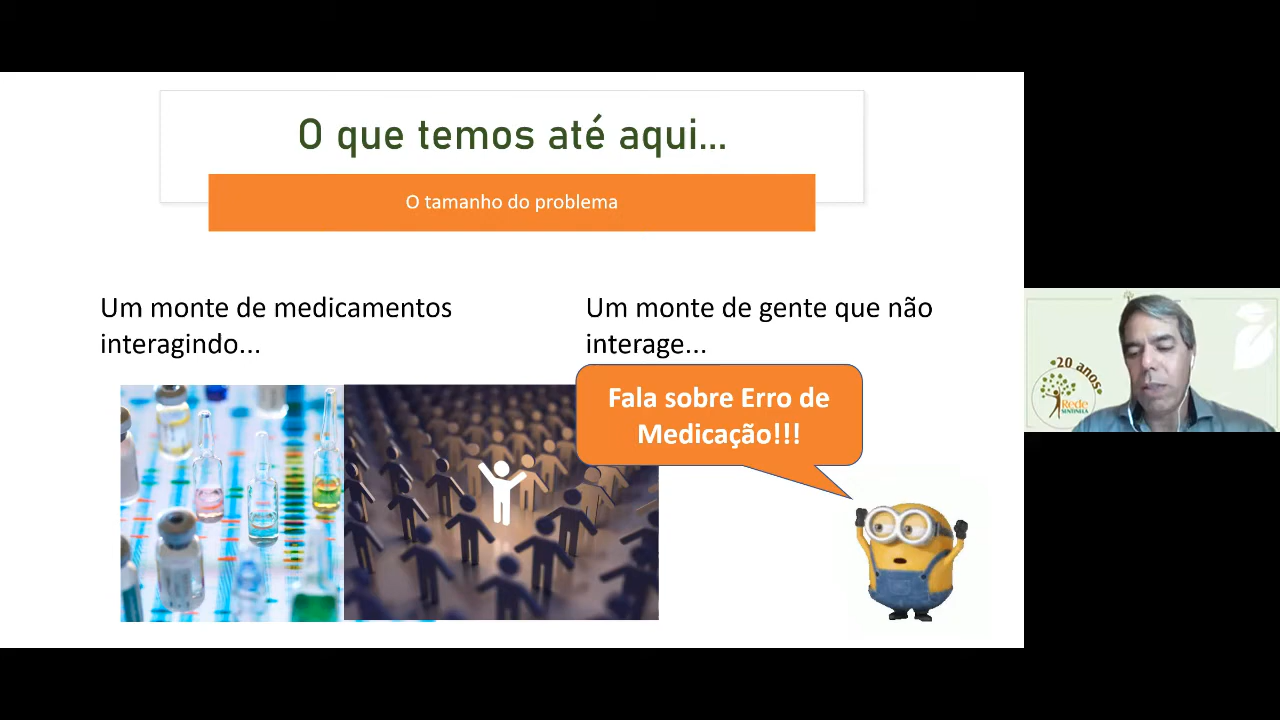 O que temos até aqui...
O tamanho do problema
Um monte de medicamentos
interagindo...
Um monte de gente que não
interage...
Fala sobre Erro de
Medicação!!!
20 anos
Rede
SENTINELA